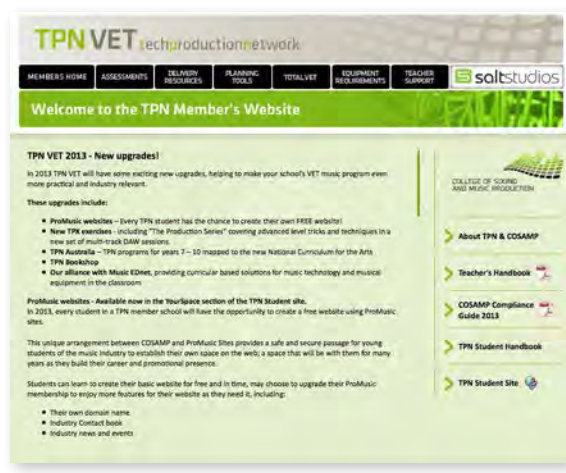 TPN VET techproductionnetwork
MEMBERS HOME
ASSESSMENTS
DELIVERY RESOURCES
PLANNING TOOLS
TOTALVET
EQUIPMENT REQUIREMENTS
TEACHER SUPPORT
saltstudios
Welcome to the TPN Member's Website
TPN VET 2013 - New upgrades!
In 2013 TPN VET will have some exciting new upgrades, helping to make your school's VET music program even
more practical and industry relevant.
These upgrades include:
ProMusic websites – Every TPN student has the chance to create their own FREE website!
New TPX exercises - including "The Production Series" covering advanced level tricks and techniques in a
new set of multi-track DAW sessions.
TPN Australia – TPN programs for years 7 – 10 mapped to the new National Curriculum for the Arts
TPN Bookshop
Our alliance with Music EDnet, providing curricular based solutions for music technology and musical
equipment in the classroom
ProMusic websites - Available now in the YourSpace section of the TPN Student site.
In 2013, every student in a TPN member school will have the opportunity to create a free website using ProMusic
sites.
This unique arrangement between COSAMP and ProMusic Sites provides a safe and secure passage for young
students of the music industry to establish their own space on the web; a space that will be with them for many
years as they build their career and promotional presence.
Students can learn to create their basic website for free and in time, may choose to upgrade their ProMusic
membership to enjoy more features for their website as they need it, including:
Their own domain name
Industry Contact book
Industry news and events
COLLEGE OF SOUND
AND MUSIC PRODUCTION
About TPN & COSAMP
Teacher's Handbook
COSAMP Compliance
Guide 2013
TPN Student Handbook
TPN Student Site